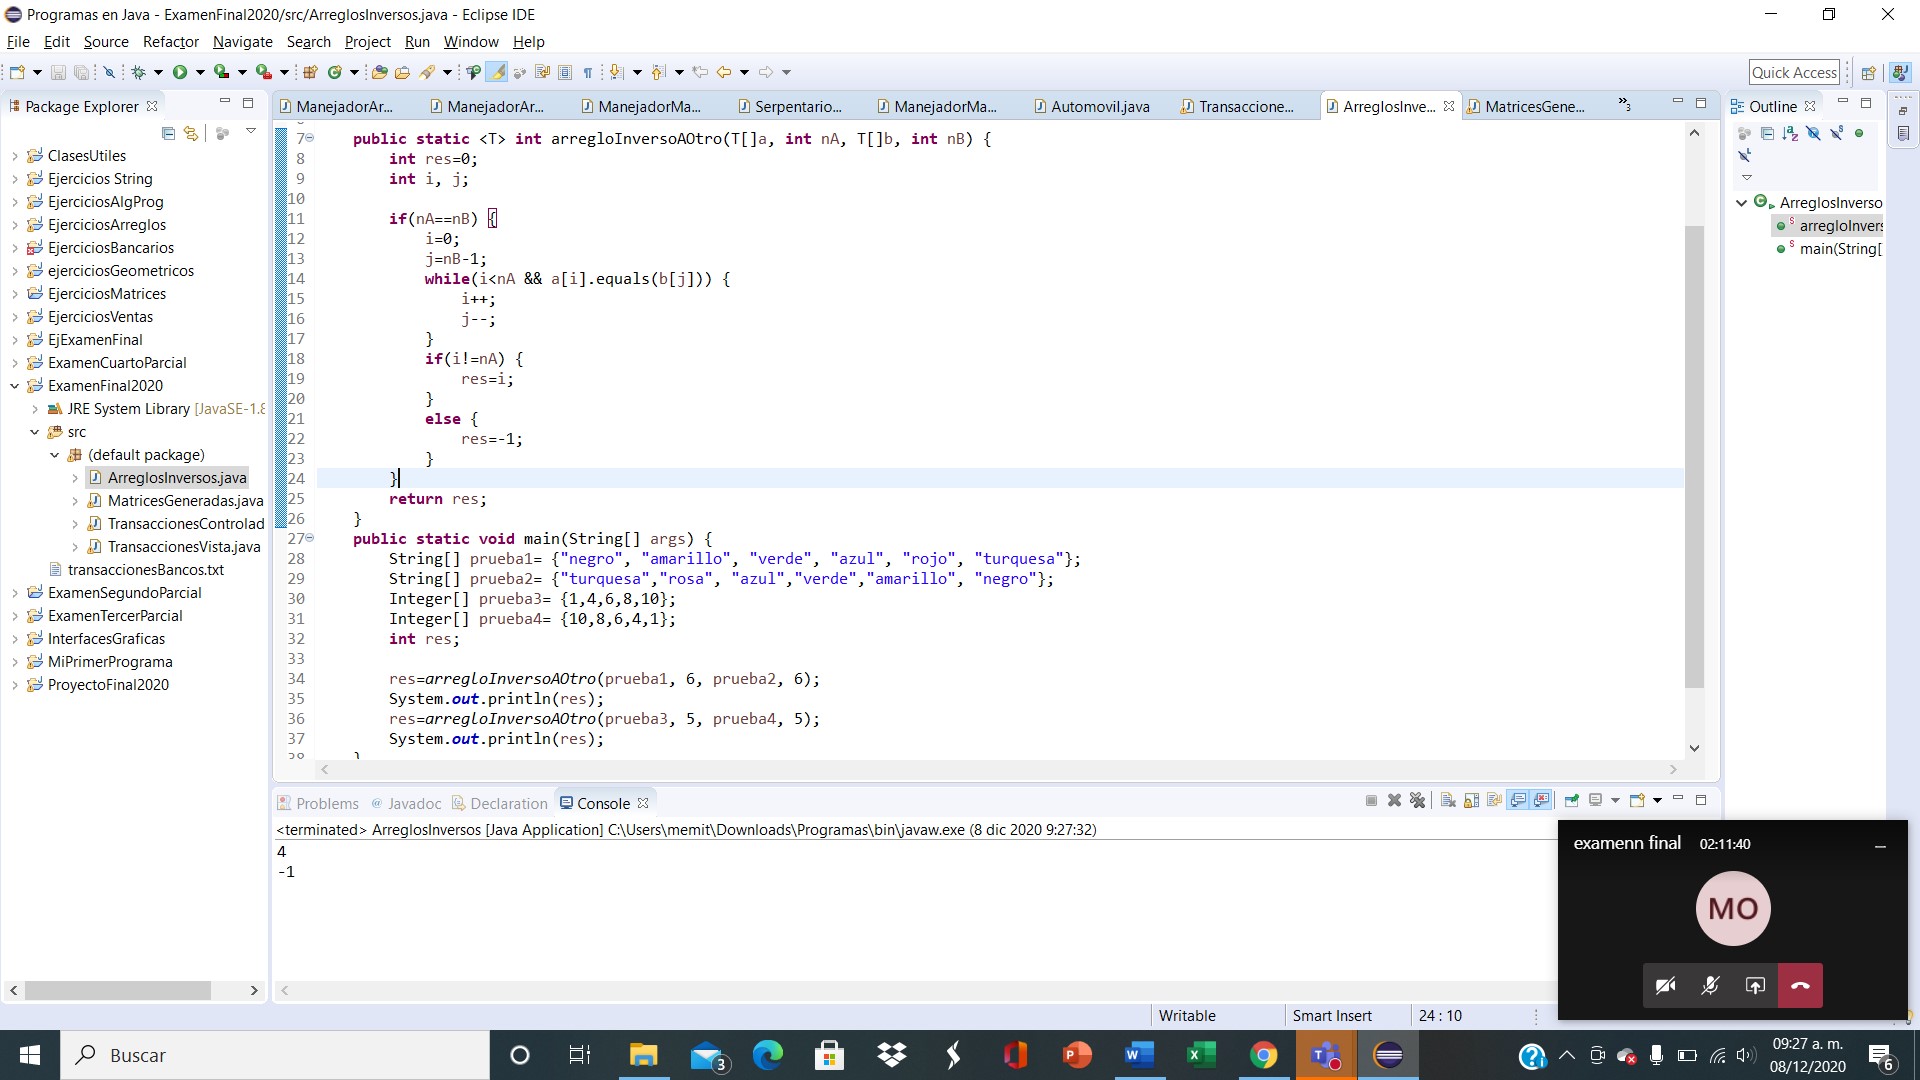 Programas en Java - ExamenFinal2020/src/ArreglosInversos.java - Eclipse IDE
File Edit Source Refactor Navigate Search Project Run Window Help
Quick Access
Package Explorer
ManejadorAr... ManejadorAr... ManejadorMa... Serpentario... ManejadorMa... Automovil.java Transaccione... ArregloInve... MatricesGene... »3
Outline
ClasesUtiles
Ejercicios String
EjerciciosAlgProg
EjerciciosArreglos
EjerciciosBancarios
ejerciciosGeometricos
EjerciciosMatrices
EjerciciosVentas
EjExamenFinal
ExamenCuartoParcial
ExamenFinal2020
JRE System Library [JavaSE-1.8
src
(default package)
ArreglosInversos.java
MatricesGeneradas.java
TransaccionesControlad
TransaccionesVista.java
transaccionesBancos.txt
ExamenSegundoParcial
ExamenTercerParcial
InterfacesGraficas
MiPrimerPrograma
ProyectoFinal2020
7 public static <T> int arregloInversoAOtro(T[]a, int nA, T[]b, int nB) {
8 int res=0;
9 int i, j;
10
11 if(nA==nB) {
12 i=0;
13 j=nB-1;
14 while(i<nA && a[i].equals(b[j])) {
15 i++;
16 j--;
17 }
18 if(i!=nA) {
19 res=i;
20 }
21 else {
22 res=-1;
23 }
24 }
25 return res;
26 }
27 public static void main(String[] args) {
28 String[] prueba1= {"negro", "amarillo", "verde", "azul", "rojo", "turquesa"};
29 String[] prueba2= {"turquesa","rosa", "azul","verde","amarillo", "negro"};
30 Integer[] prueba3= {1,4,6,8,10};
31 Integer[] prueba4= {10,8,6,4,1};
32 int res;
33
34 res=arregloInversoAOtro(prueba1, 6, prueba2, 6);
35 System.out.println(res);
36 res=arregloInversoAOtro(prueba3, 5, prueba4, 5);
37 System.out.println(res);
38 }
ArreglosInverso
arregloInvers
main(String[
Problems @ Javadoc Declaration Console
<terminated> ArreglosInversos [Java Application] C:\Users\memit\Downloads\Programas\bin\javaw.exe (8 dic 2020 9:27:32)
4
-1
examenn final 02:11:40
MO
Writable Smart Insert 24 : 10
Buscar
3
09:27 a. m.
08/12/2020
6